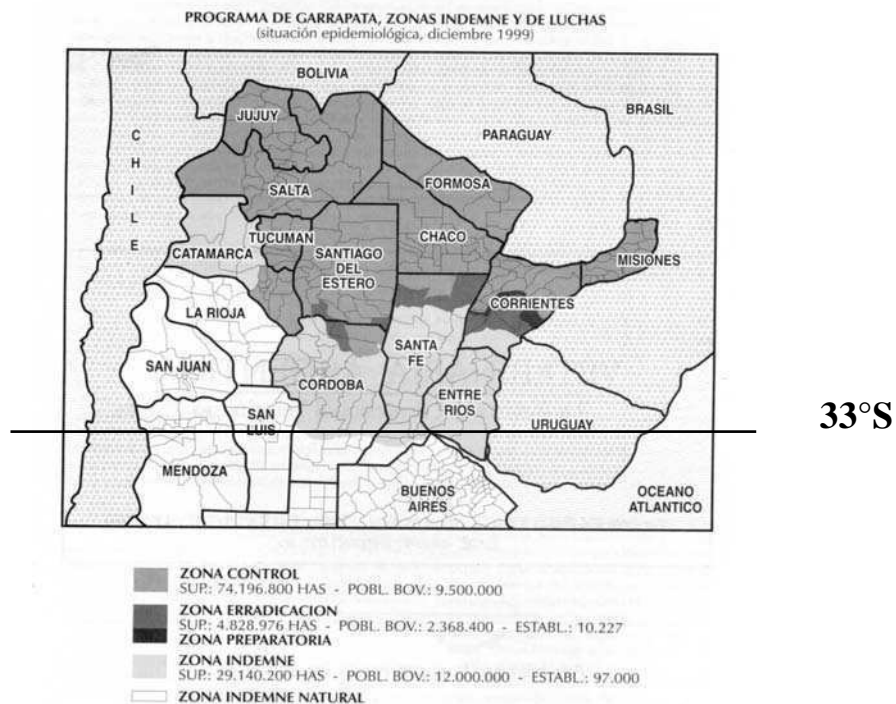 PROGRAMA DE GARRAPATA, ZONAS INDEMNE Y DE LUCHAS
(situación epidemiológica, diciembre 1999)
BOLIVIA
BRASIL
JUJUY
PARAGUAY
CHILE
FORMOSA
SALTA
TUCUMAN
CHACO
CATAMARCA
SANTIAGO
DEL
ESTERO
MISIONES
CORRIENTES
LA RIOJA
SANTA
FE
SAN JUAN
CORDOBA
ENTRE
RIOS
SAN
LUIS
URUGUAY
33°S
MENDOZA
BUENOS
AIRES
OCEANO
ATLANTICO
ZONA CONTROL
SUP.: 74.196.800 HAS - POBL. BOV.: 9.500.000
ZONA ERRADICACION
SUP.: 4.828.976 HAS - POBL. BOV.: 2.368.400 - ESTABL.: 10.227
ZONA PREPARATORIA
ZONA INDEMNE
SUP.: 29.140.200 HAS - POBL. BOV.: 12.000.000 - ESTABL.: 97.000
ZONA INDEMNE NATURAL